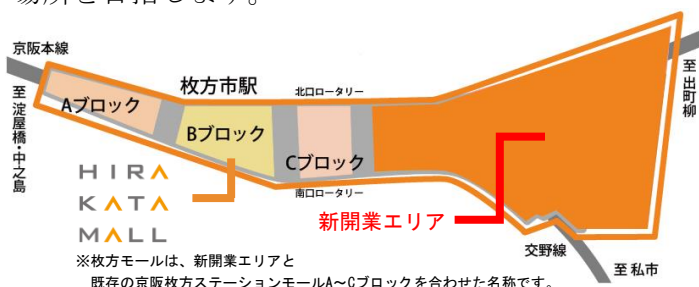 場所を目指します。
京阪本線
至淀屋橋・中之島
Aブロック
枚方市駅
Bブロック
北口ロータリー
Cブロック
南口ロータリー
至出町柳
HIRA
KATA
MALL
新開業エリア
交野線
至私市
※枚方モールは、新開業エリアと
既存の京阪枚方ステーションモールA~Cブロックを合わせた名称です。